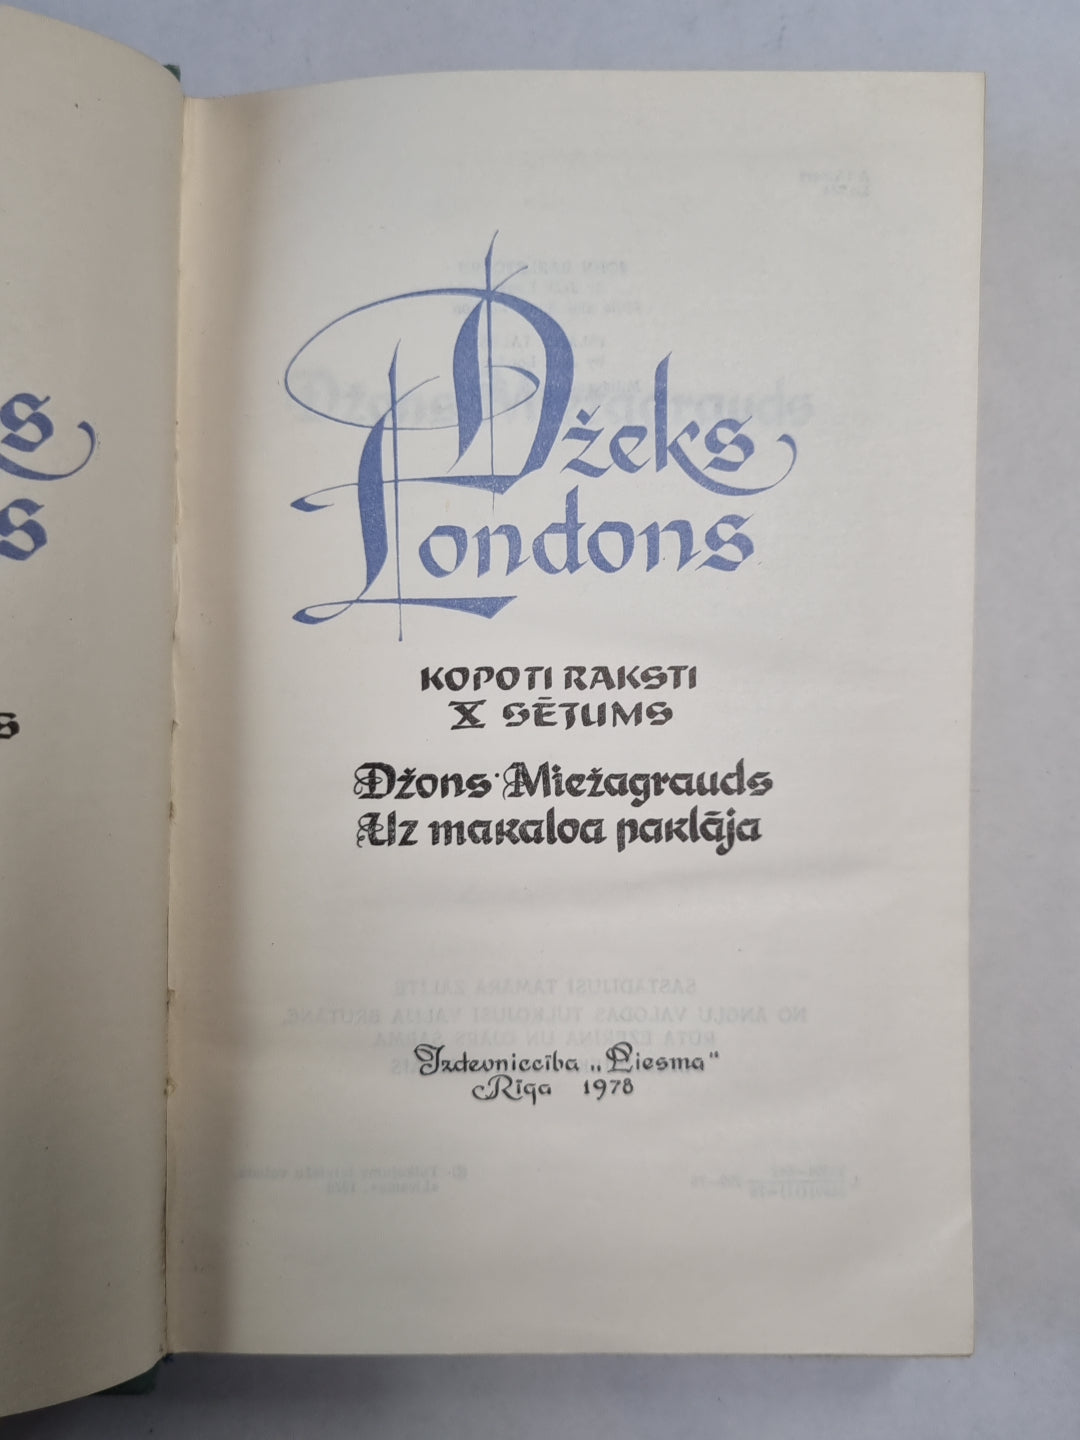 Džeks
Londons
KOPOTI RAKSTI
X SĒJUMS
Džons Miežagrauds
Uz makaloa paklāja
Izdevniecība „Liesma"
Rīga 1978